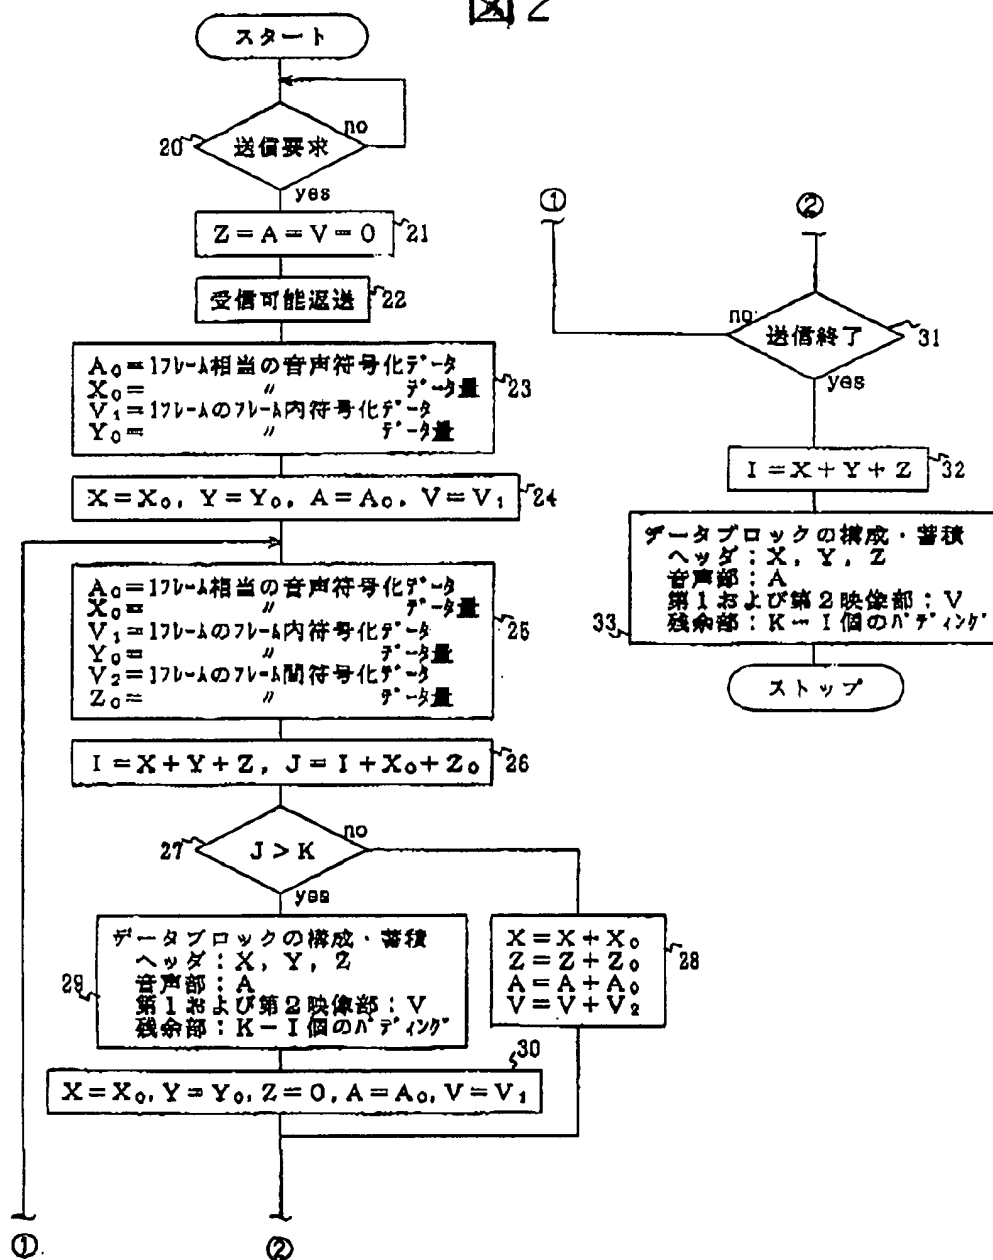 図2
スタート
20
送信要求
no
yes
Z=A=V=0
21
受信可能返送
22
A₀=1フレーム相当の音声符号化データ
X₀= 〃 データ量
V₁=1フレームのフレーム内符号化データ
Y₀= 〃 データ量
23
X=X₀, Y=Y₀, A=A₀, V=V₁
24
A₀=1フレーム相当の音声符号化データ
X₀= 〃 データ量
V₁=1フレームのフレーム内符号化データ
Y₀= 〃 データ量
V₂=1フレームのフレーム間符号化データ
Z₀= 〃 データ量
25
I=X+Y+Z, J=I+X₀+Z₀
26
27
J>K
no
yes
データブロックの構成・蓄積
ヘッダ:X, Y, Z
音声部:A
第1および第2映像部:V
残余部:K-I個のパディング
29
X=X+X₀
Z=Z+Z₀
A=A+A₀
V=V+V₂
28
30
X=X₀, Y=Y₀, Z=0, A=A₀, V=V₁
①
②
①
②
no
送信終了
31
yes
I=X+Y+Z
32
データブロックの構成・蓄積
ヘッダ:X, Y, Z
音声部:A
第1および第2映像部:V
残余部:K-I個のパディング
33
ストップ